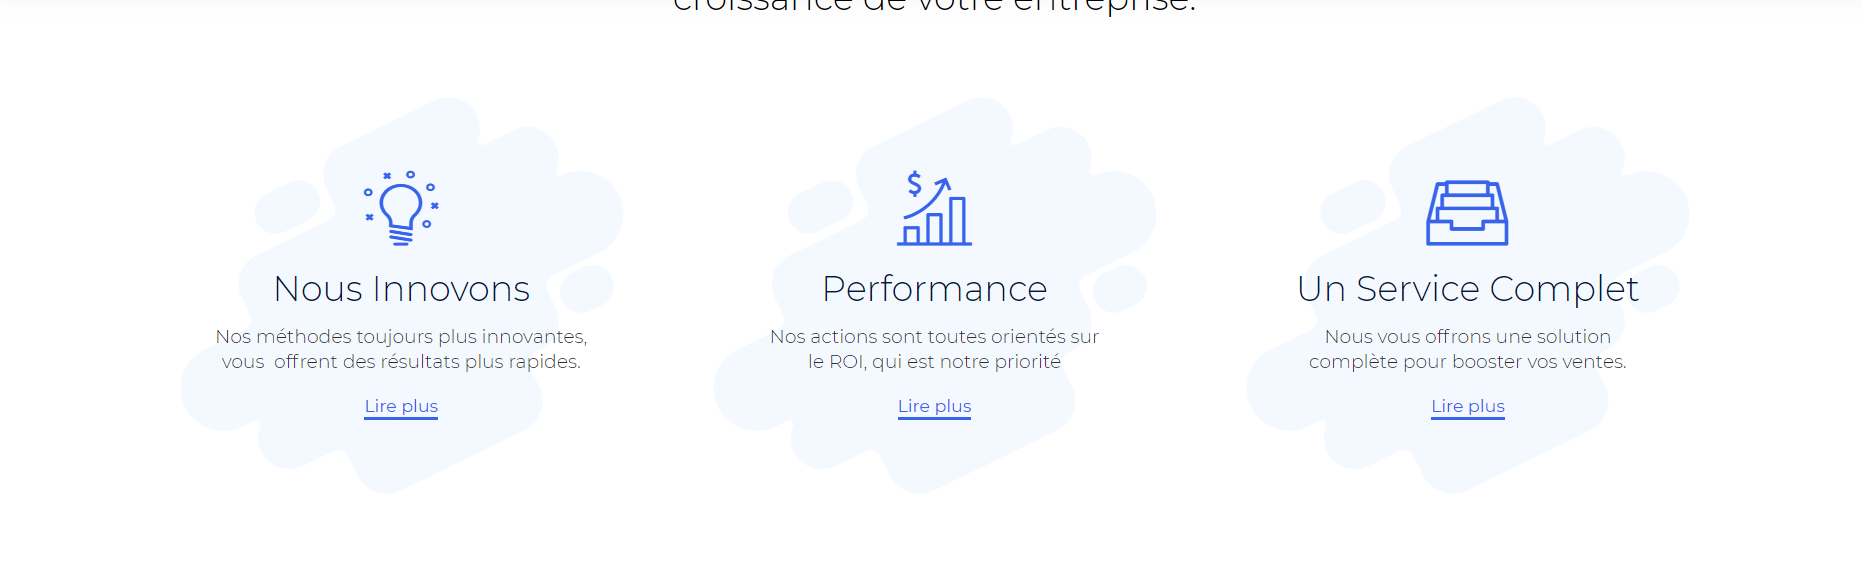 croissance de votre entreprise.
Nous Innovons
Nos méthodes toujours plus innovantes,
vous offrent des résultats plus rapides.
Lire plus
Performance
Nos actions sont toutes orientés sur
le ROI, qui est notre priorité
Lire plus
Un Service Complet
Nous vous offrons une solution
complète pour booster vos ventes.
Lire plus